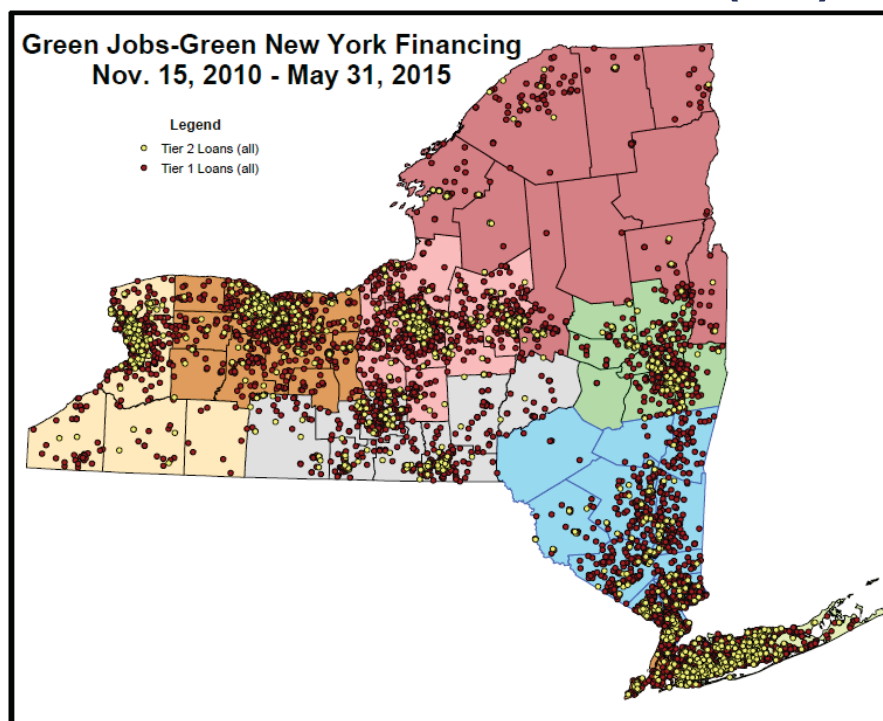 Green Jobs-Green New York Financing
Nov. 15, 2010 - May 31, 2015
Legend
Tier 2 Loans (all)
Tier 1 Loans (all)